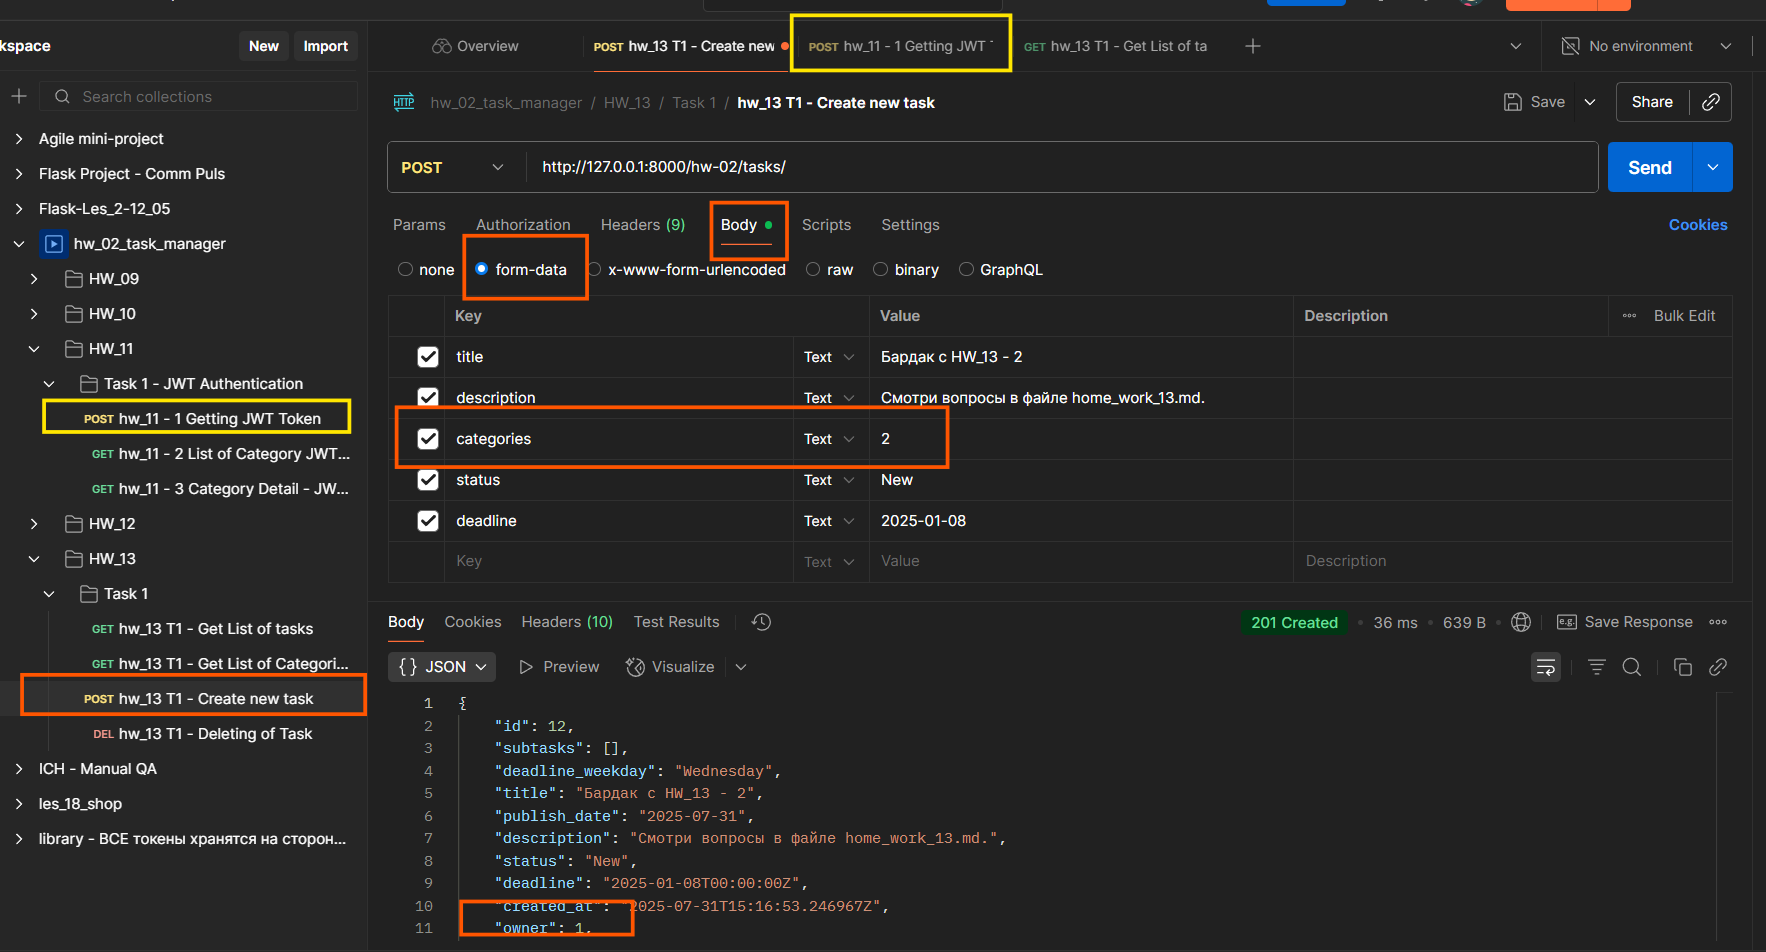 kspace
New
Import
Overview
POST hw_13 T1 - Create new
POST hw_11 - 1 Getting JWT
GET hw_13 T1 - Get List of ta
No environment
Search collections
HTTP
hw_02_task_manager / HW_13 / Task 1 / hw_13 T1 - Create new task
Save
Share
Agile mini-project
Flask Project - Comm Puls
Flask-Les_2-12_05
hw_02_task_manager
HW_09
HW_10
HW_11
Task 1 - JWT Authentication
POST hw_11 - 1 Getting JWT Token
GET hw_11 - 2 List of Category JWT...
GET hw_11 - 3 Category Detail - JW...
HW_12
HW_13
Task 1
GET hw_13 T1 - Get List of tasks
GET hw_13 T1 - Get List of Categori...
POST hw_13 T1 - Create new task
DEL hw_13 T1 - Deleting of Task
ICH - Manual QA
les_18_shop
library - ВСЕ токены хранятся на сторон...
POST
http://127.0.0.1:8000/hw-02/tasks/
Send
Params
Authorization
Headers (9)
Body
Scripts
Settings
Cookies
none
form-data
x-www-form-urlencoded
raw
binary
GraphQL
Key
Value
Description
Bulk Edit
title Text Бардак с HW_13 - 2
description Text Смотри вопросы в файле home_work_13.md.
categories Text 2
status Text New
deadline Text 2025-01-08
Key Text Value Description
Body
Cookies
Headers (10)
Test Results
201 Created
36 ms
639 B
e.g. Save Response
{} JSON
Preview
Visualize
1 {
2 "id": 12,
3 "subtasks": [],
4 "deadline_weekday": "Wednesday",
5 "title": "Бардак с HW_13 - 2",
6 "publish_date": "2025-07-31",
7 "description": "Смотри вопросы в файле home_work_13.md.",
8 "status": "New",
9 "deadline": "2025-01-08T00:00:00Z",
10 "created_at": "2025-07-31T15:16:53.246967Z",
11 "owner": 1,